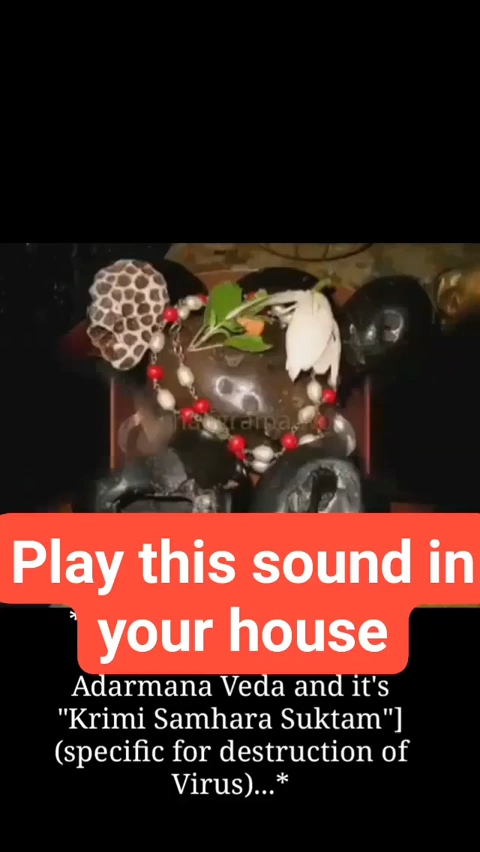 Play this sound in
your house
*
Adarmana Veda and it's
"Krimi Samhara Suktam"]
(specific for destruction of
Virus)...*